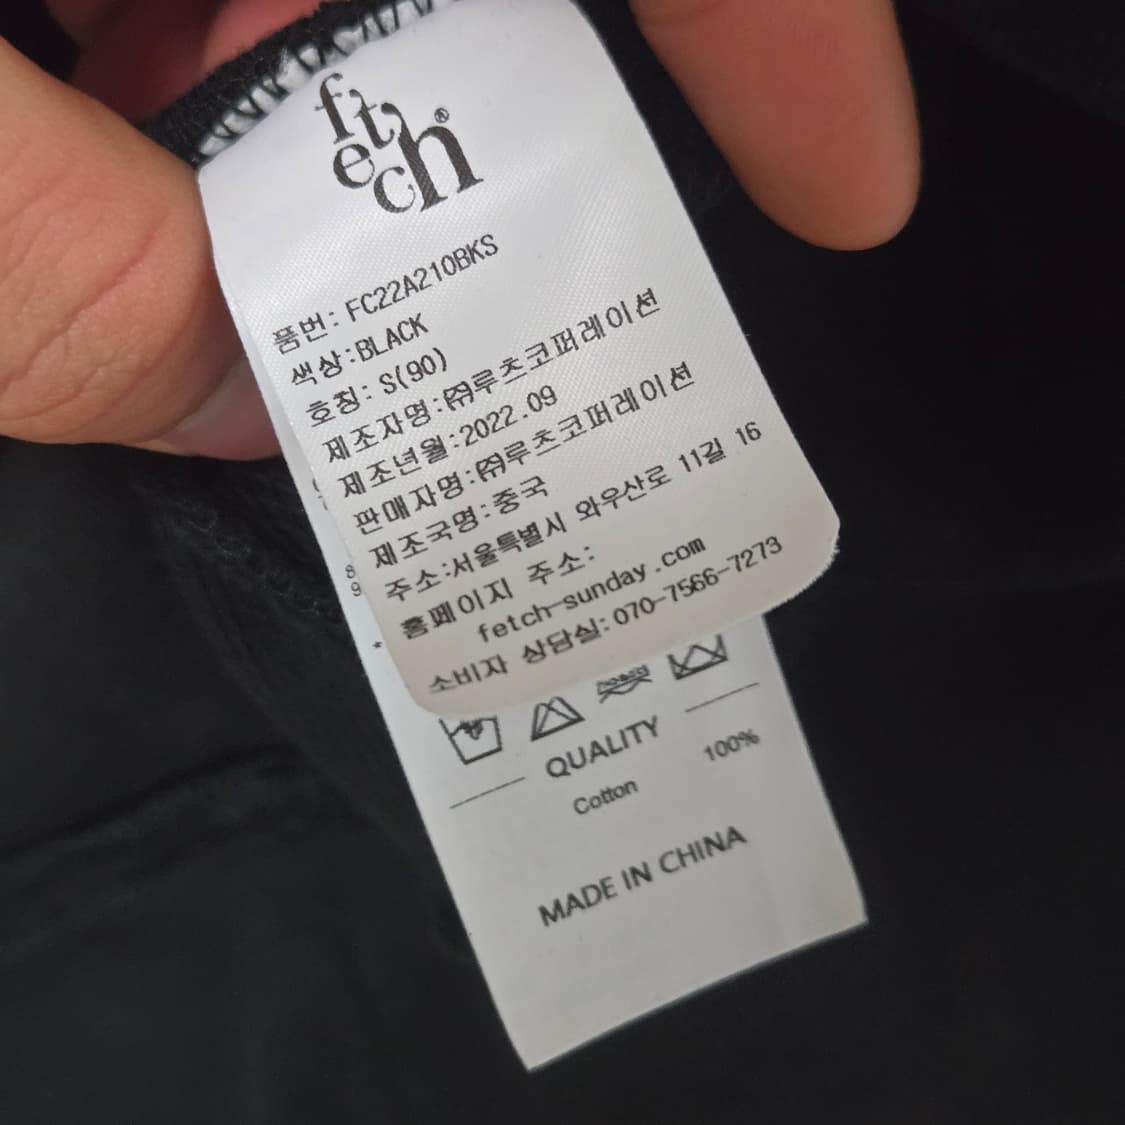 fetch®
품번: FC22A210BKS
색상:BLACK
호칭: S(90)
제조자명:㈜루츠코퍼레이션
제조년월:2022.09
판매자명:㈜루츠코퍼레이션
제조국명:중국
주소:서울특별시 와우산로 11길 16
홈페이지 주소:
fetch-sunday.com
소비자 상담실:070-7566-7273
QUALITY
Cotton 100%
MADE IN CHINA